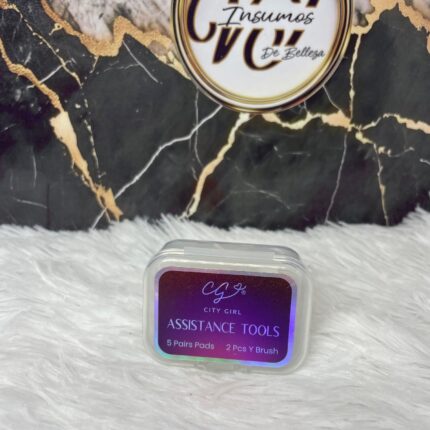 Insumos
De Belleza
CG
CITY GIRL
ASSISTANCE TOOLS
5 Pairs Pads 2 Pcs Y Brush